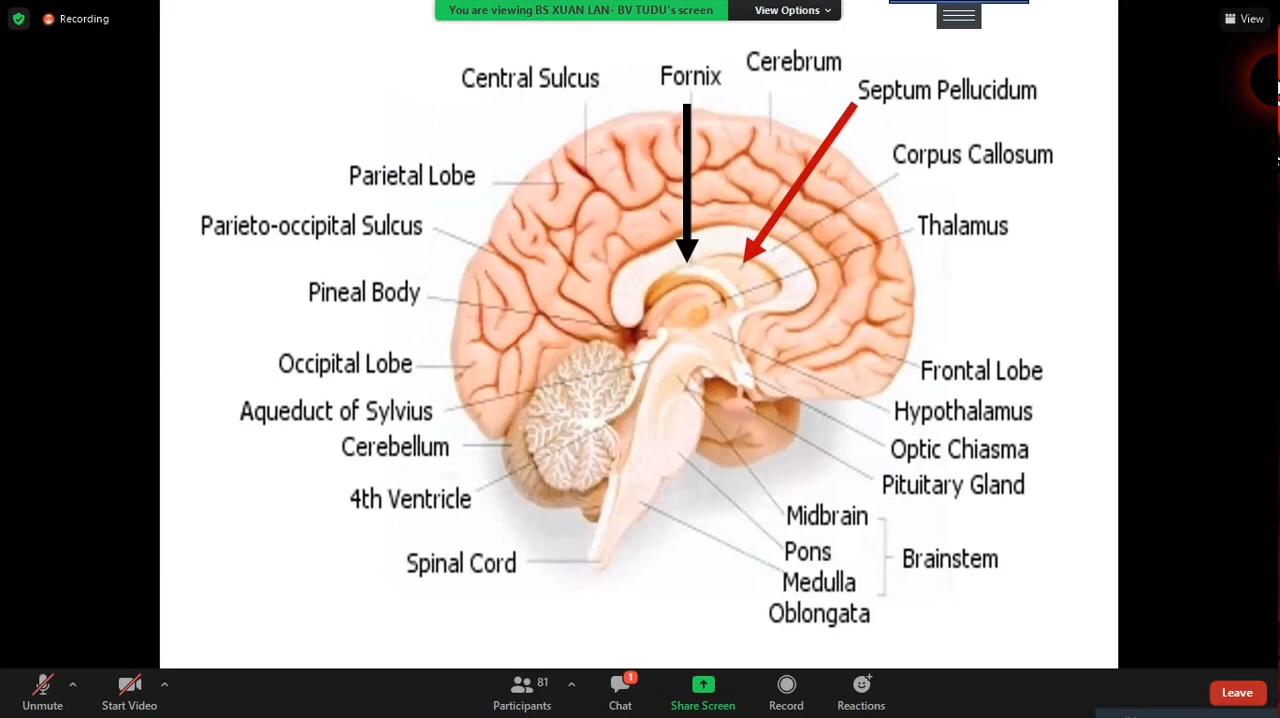 Recording
You are viewing BS XUAN LAN- BV TUDU's screen
View Options
View
Central Sulcus
Fornix
Cerebrum
Septum Pellucidum
Corpus Callosum
Parietal Lobe
Parieto-occipital Sulcus
Thalamus
Pineal Body
Occipital Lobe
Frontal Lobe
Aqueduct of Sylvius
Hypothalamus
Cerebellum
Optic Chiasma
4th Ventricle
Pituitary Gland
Midbrain
Pons
Brainstem
Spinal Cord
Medulla
Oblongata
Unmute
Start Video
81
Participants
1
Chat
Share Screen
Record
Reactions
Leave